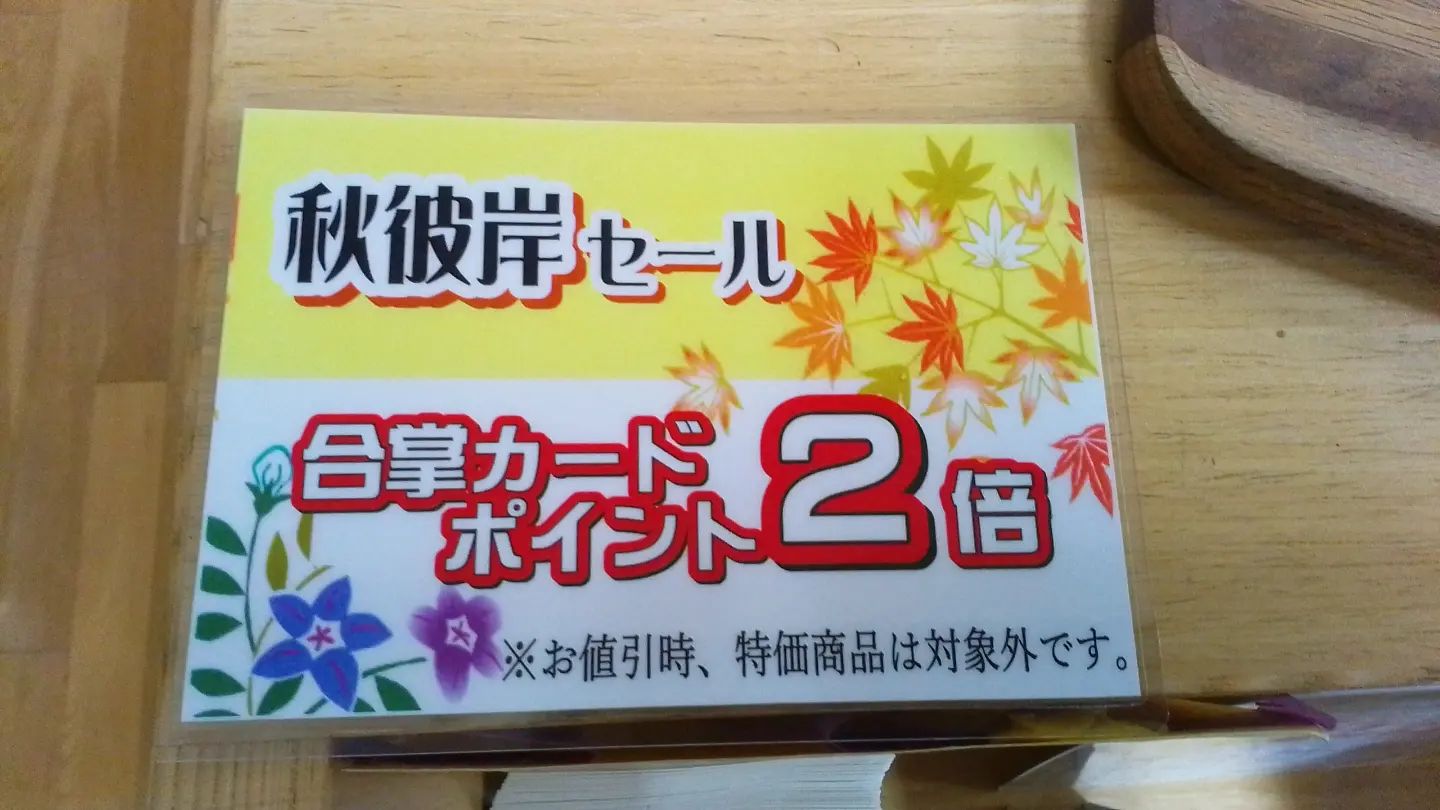 秋彼岸セール
合掌カード
ポイント2倍
※お値引時、特価商品は対象外です。